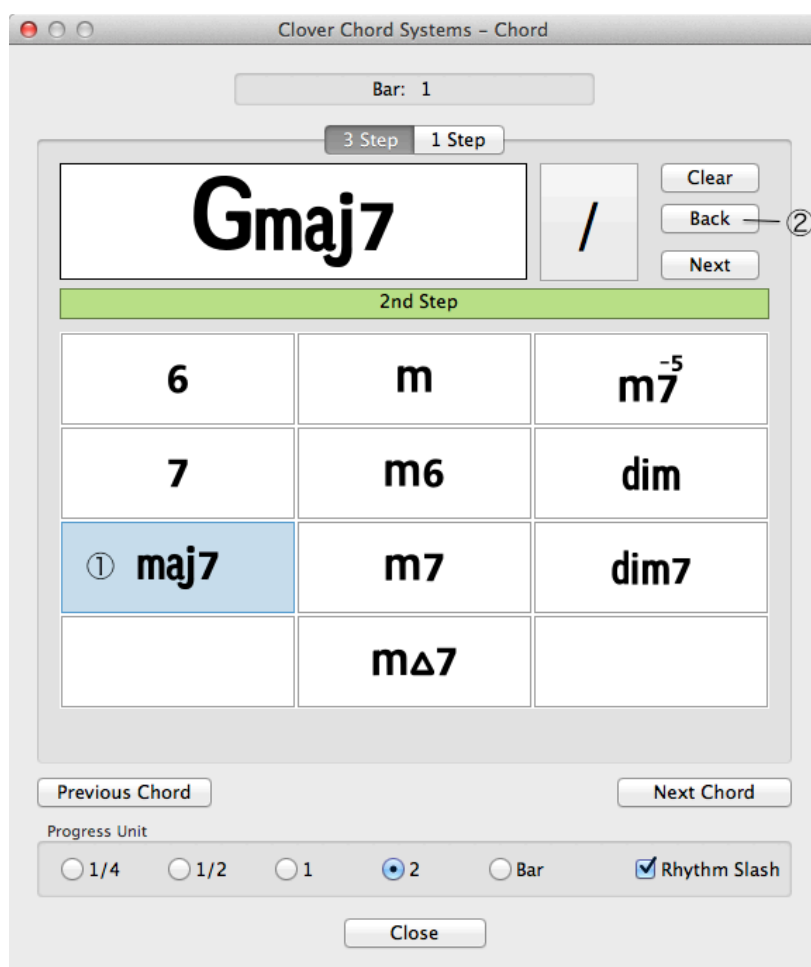 Clover Chord Systems – Chord
Bar: 1
3 Step 1 Step
Gmaj7 / Clear
Back ②
Next
2nd Step
6 m m7-5
7 m6 dim
① maj7 m7 dim7
m△7
Previous Chord Next Chord
Progress Unit
1/4 1/2 1 2 Bar Rhythm Slash
Close